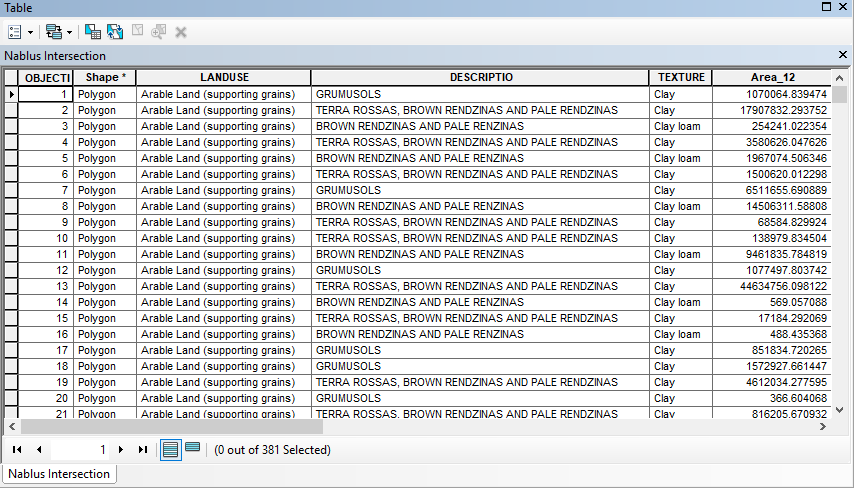 Table
Nablus Intersection
OBJECTI Shape * LANDUSE DESCRIPTIO TEXTURE Area_12
1 Polygon Arable Land (supporting grains) GRUMUSOLS Clay 1070064.839474
2 Polygon Arable Land (supporting grains) TERRA ROSSAS, BROWN RENDZINAS AND PALE RENDZINAS Clay 17907832.293752
3 Polygon Arable Land (supporting grains) BROWN RENDZINAS AND PALE RENZINAS Clay loam 254241.022354
4 Polygon Arable Land (supporting grains) TERRA ROSSAS, BROWN RENDZINAS AND PALE RENDZINAS Clay 3580626.047626
5 Polygon Arable Land (supporting grains) BROWN RENDZINAS AND PALE RENZINAS Clay loam 1967074.506346
6 Polygon Arable Land (supporting grains) TERRA ROSSAS, BROWN RENDZINAS AND PALE RENDZINAS Clay 1500620.012298
7 Polygon Arable Land (supporting grains) GRUMUSOLS Clay 6511655.690889
8 Polygon Arable Land (supporting grains) BROWN RENDZINAS AND PALE RENZINAS Clay loam 14506311.58808
9 Polygon Arable Land (supporting grains) TERRA ROSSAS, BROWN RENDZINAS AND PALE RENDZINAS Clay 68584.829924
10 Polygon Arable Land (supporting grains) TERRA ROSSAS, BROWN RENDZINAS AND PALE RENDZINAS Clay 138979.834504
11 Polygon Arable Land (supporting grains) BROWN RENDZINAS AND PALE RENZINAS Clay loam 9461835.784819
12 Polygon Arable Land (supporting grains) GRUMUSOLS Clay 1077497.803742
13 Polygon Arable Land (supporting grains) TERRA ROSSAS, BROWN RENDZINAS AND PALE RENDZINAS Clay 44634756.098122
14 Polygon Arable Land (supporting grains) BROWN RENDZINAS AND PALE RENZINAS Clay loam 569.057088
15 Polygon Arable Land (supporting grains) TERRA ROSSAS, BROWN RENDZINAS AND PALE RENDZINAS Clay 17184.292069
16 Polygon Arable Land (supporting grains) BROWN RENDZINAS AND PALE RENZINAS Clay loam 488.435368
17 Polygon Arable Land (supporting grains) GRUMUSOLS Clay 851834.720265
18 Polygon Arable Land (supporting grains) GRUMUSOLS Clay 1572927.661447
19 Polygon Arable Land (supporting grains) TERRA ROSSAS, BROWN RENDZINAS AND PALE RENDZINAS Clay 4612034.277595
20 Polygon Arable Land (supporting grains) GRUMUSOLS Clay 366.604068
21 Polygon Arable Land (supporting grains) TERRA ROSSAS, BROWN RENDZINAS AND PALE RENDZINAS Clay 816205.670932
1 (0 out of 381 Selected)
Nablus Intersection